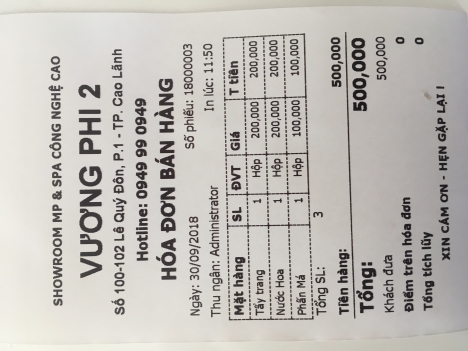 SHOWROOM MP & SPA CÔNG NGHỆ CAO
VƯƠNG PHI 2
Số 100-102 Lê Quý Đôn, P.1 - TP. Cao Lãnh
Hotline: 0949 99 0949
HÓA ĐƠN BÁN HÀNG
Ngày: 30/09/2018 Số phiếu: 18000003
Thu ngân: Administrator In lúc: 11:50
Mặt hàng SL ĐVT Giá T tiền
Tẩy trang 1 Hộp 200,000 200,000
Nước Hoa 1 Hộp 200,000 200,000
Phấn Má 1 Hộp 100,000 100,000
Tổng SL: 3
Tiền hàng: 500,000
Tổng: 500,000
Khách đưa 500,000
Điểm trên hóa đơn 0
Tổng tích lũy 0
XIN CÁM ƠN - HẸN GẶP LẠI !